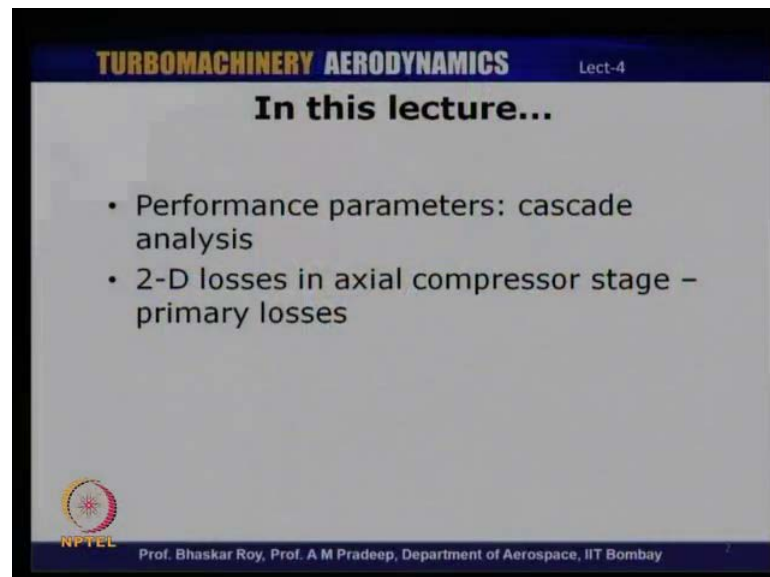 TURBOMACHINERY AERODYNAMICS Lect-4
In this lecture...
• Performance parameters: cascade
analysis
• 2-D losses in axial compressor stage –
primary losses
NPTEL
Prof. Bhaskar Roy, Prof. A M Pradeep, Department of Aerospace, IIT Bombay
2